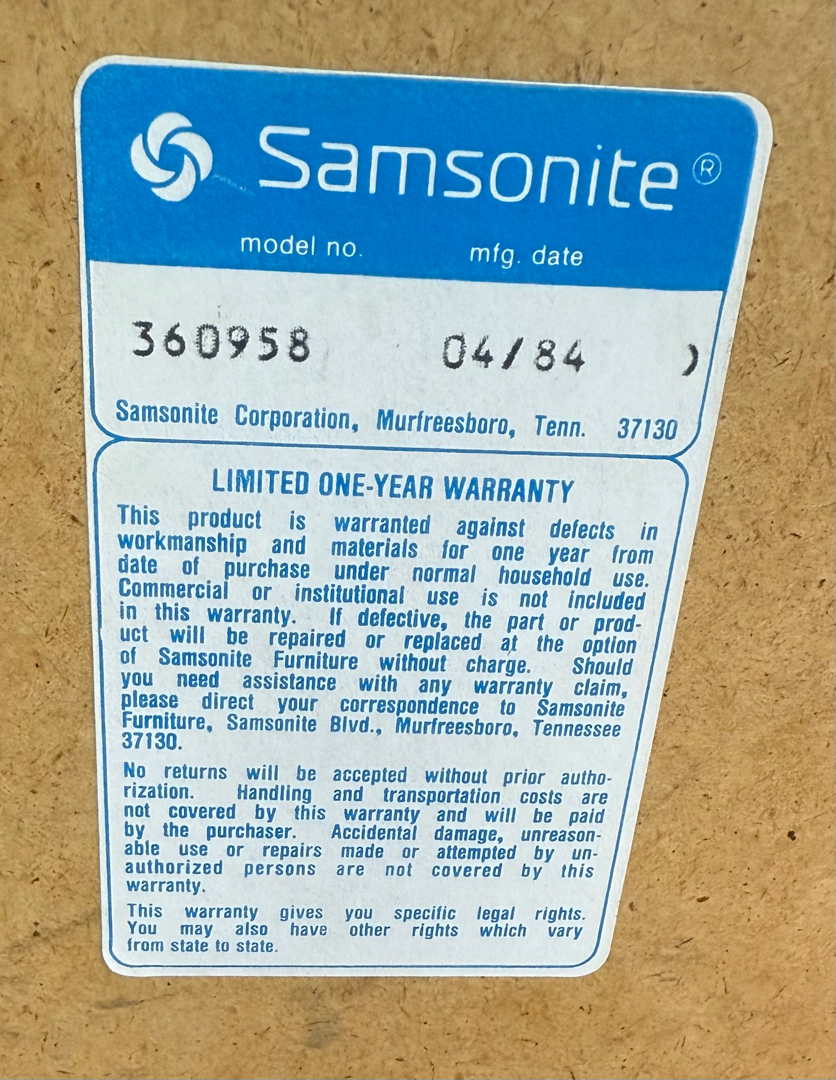 Samsonite®
model no. mfg. date
360958 04/84 )
Samsonite Corporation, Murfreesboro, Tenn. 37130
LIMITED ONE-YEAR WARRANTY
This product is warranted against defects in
workmanship and materials for one year from
date of purchase under normal household use.
Commercial or institutional use is not included
in this warranty. If defective, the part or prod-
uct will be repaired or replaced at the option
of Samsonite Furniture without charge. Should
you need assistance with any warranty claim,
please direct your correspondence to Samsonite
Furniture, Samsonite Blvd., Murfreesboro, Tennessee
37130.
No returns will be accepted without prior autho-
rization. Handling and transportation costs are
not covered by this warranty and will be paid
by the purchaser. Accidental damage, unreason-
able use or repairs made or attempted by un-
authorized persons are not covered by this
warranty.
This warranty gives you specific legal rights.
You may also have other rights which vary
from state to state.